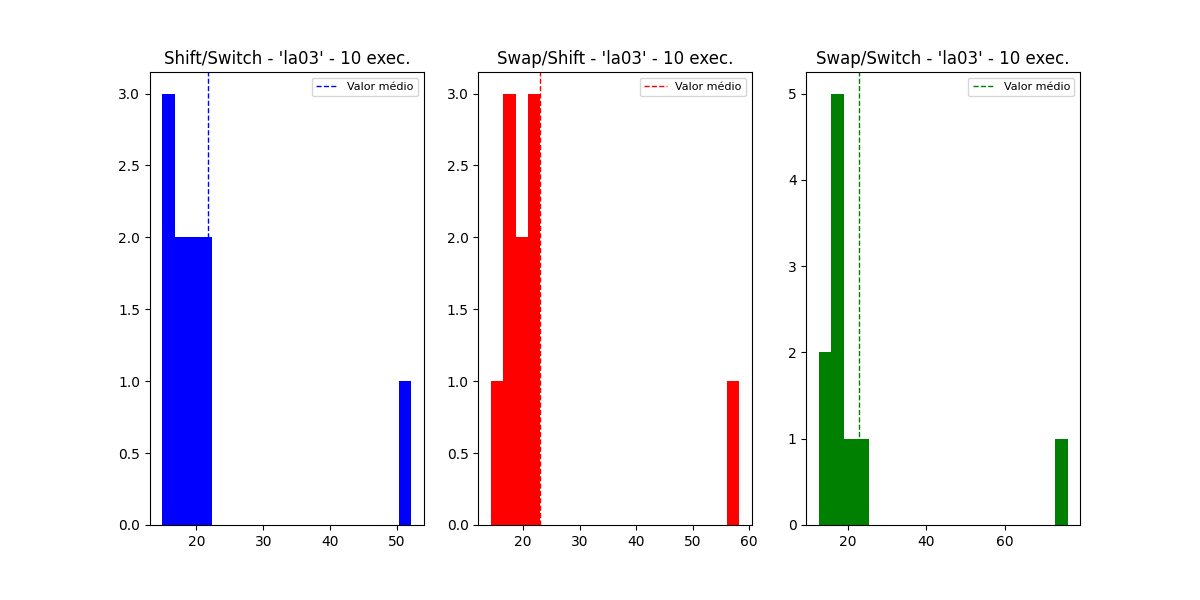 Shift/Switch - 'la03' - 10 exec.
Valor médio
3.0
2.5
2.0
1.5
1.0
0.5
0.0
20 30 40 50
Swap/Shift - 'la03' - 10 exec.
Valor médio
3.0
2.5
2.0
1.5
1.0
0.5
0.0
20 30 40 50 60
Swap/Switch - 'la03' - 10 exec.
Valor médio
5
4
3
2
1
0
20 40 60